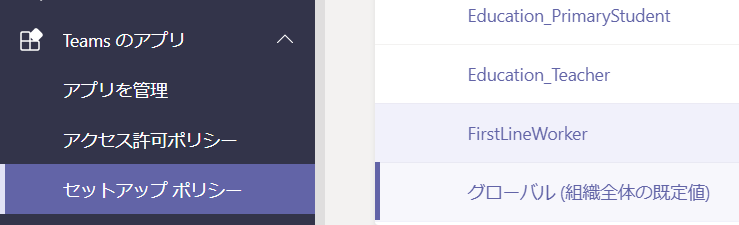 Teams のアプリ
アプリを管理
アクセス許可ポリシー
セットアップ ポリシー
Education_PrimaryStudent
Education_Teacher
FirstLineWorker
グローバル (組織全体の既定値)